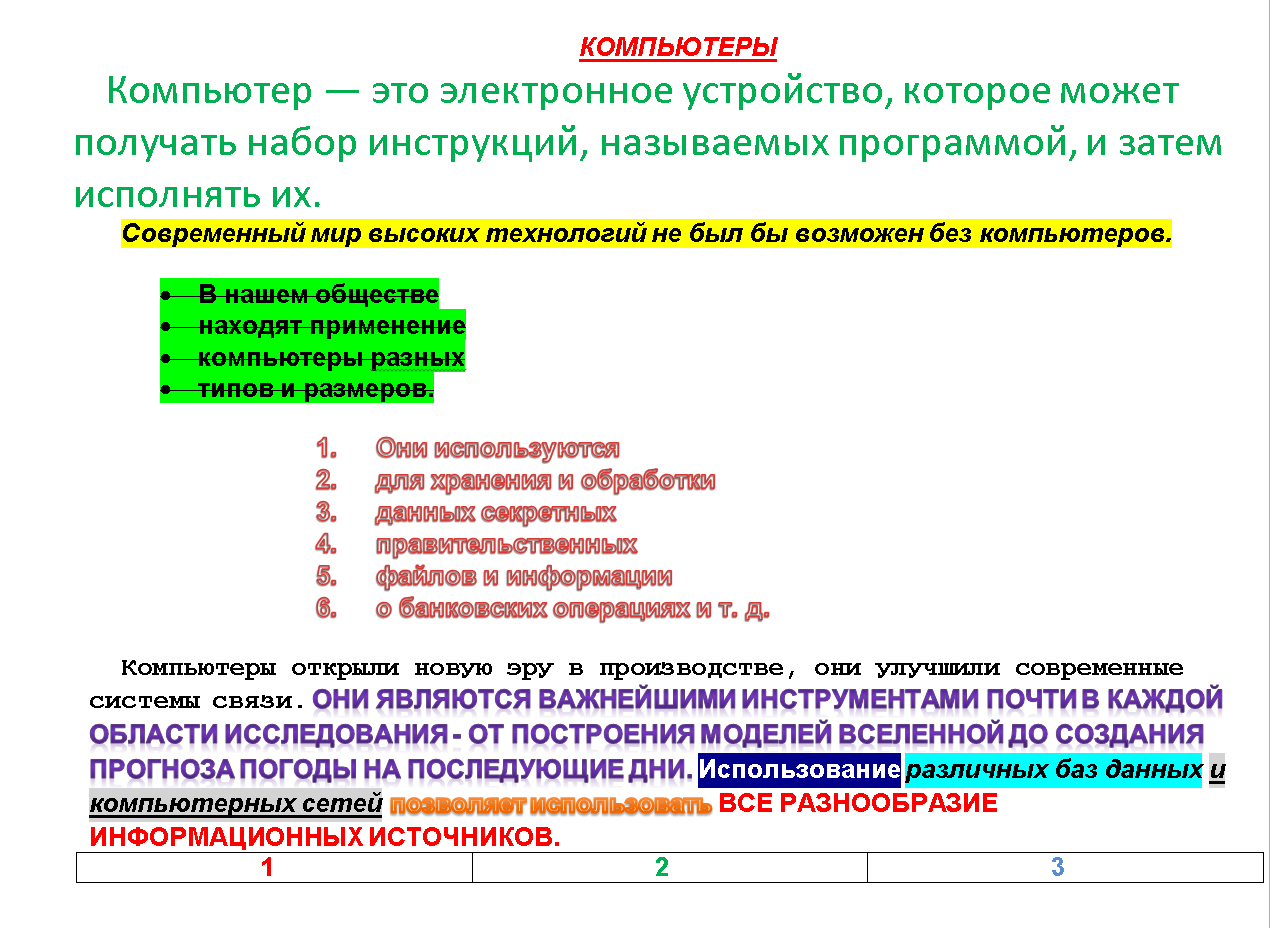 КОМПЬЮТЕРЫ
Компьютер — это электронное устройство, которое может
получать набор инструкций, называемых программой, и затем
исполнять их.
Современный мир высоких технологий не был бы возможен без компьютеров.
• В нашем обществе
• находят применение
• компьютеры разных
• типов и размеров.
1. Они используются
2. для хранения и обработки
3. данных секретных
4. правительственных
5. файлов и информации
6. о банковских операциях и т. д.
Компьютеры открыли новую эру в производстве, они улучшили современные
системы связи. ОНИ ЯВЛЯЮТСЯ ВАЖНЕЙШИМИ ИНСТРУМЕНТАМИ ПОЧТИ В КАЖДОЙ
ОБЛАСТИ ИССЛЕДОВАНИЯ - ОТ ПОСТРОЕНИЯ МОДЕЛЕЙ ВСЕЛЕННОЙ ДО СОЗДАНИЯ
ПРОГНОЗА ПОГОДЫ НА ПОСЛЕДУЮЩИЕ ДНИ. Использование различных баз данных и
компьютерных сетей позволяет использовать ВСЕ РАЗНООБРАЗИЕ
ИНФОРМАЦИОННЫХ ИСТОЧНИКОВ.
1 2 3